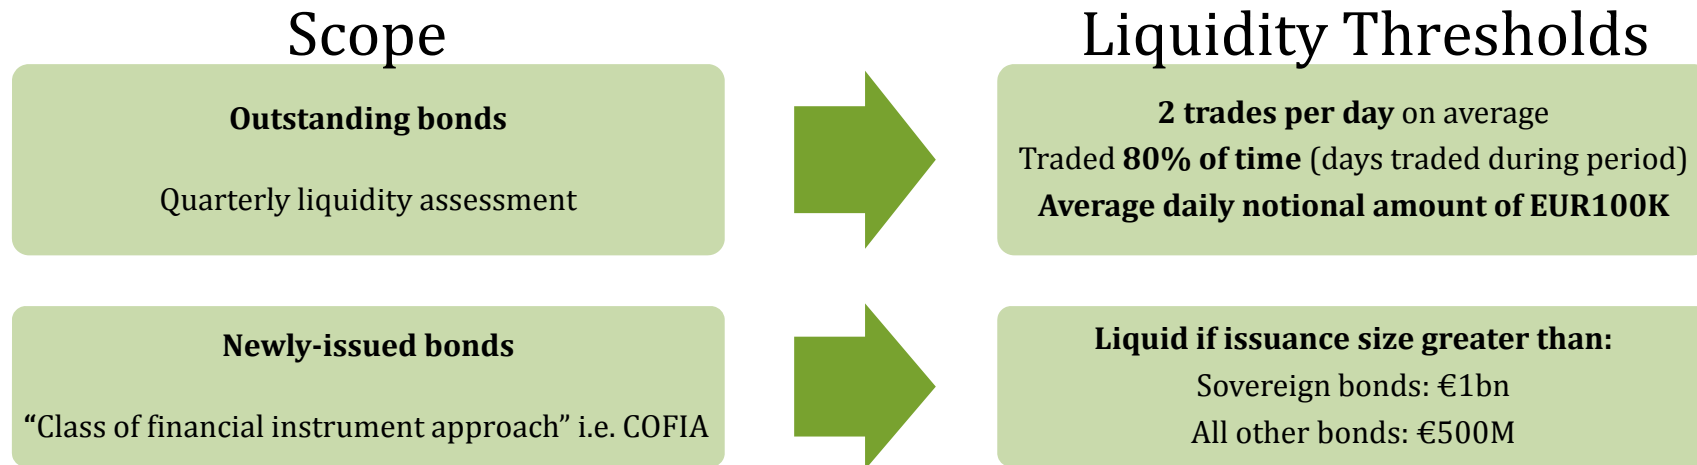 Scope
Liquidity Thresholds
Outstanding bonds
Quarterly liquidity assessment
2 trades per day on average
Traded 80% of time (days traded during period)
Average daily notional amount of EUR100K
Newly-issued bonds
“Class of financial instrument approach” i.e. COFIA
Liquid if issuance size greater than:
Sovereign bonds: €1bn
All other bonds: €500M